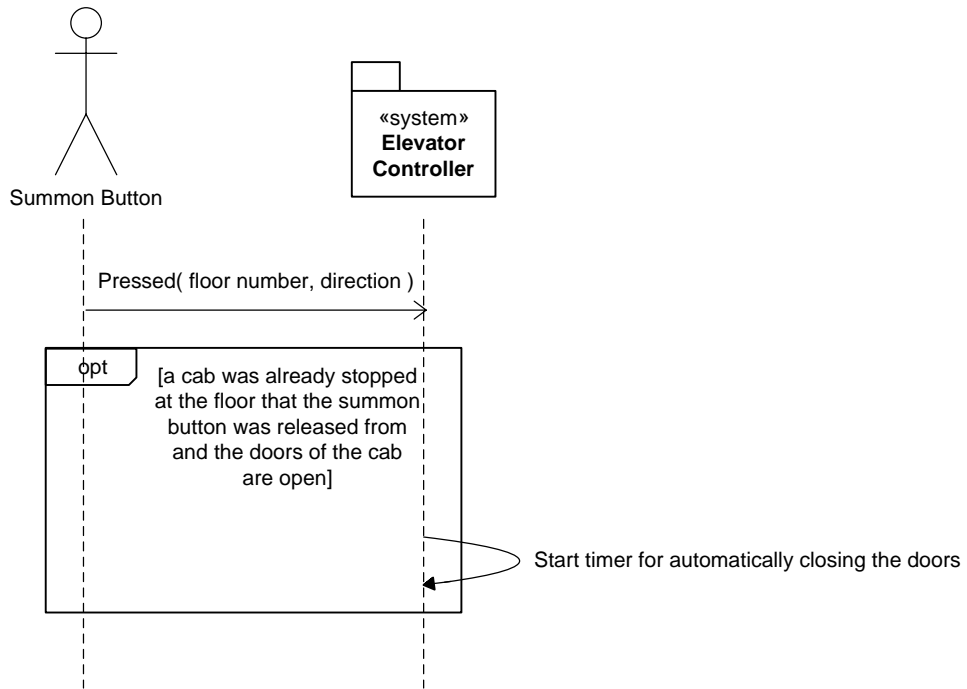 Summon Button
«system»
Elevator
Controller
Pressed( floor number, direction )
opt
[a cab was already stopped
at the floor that the summon
button was released from
and the doors of the cab
are open]
Start timer for automatically closing the doors